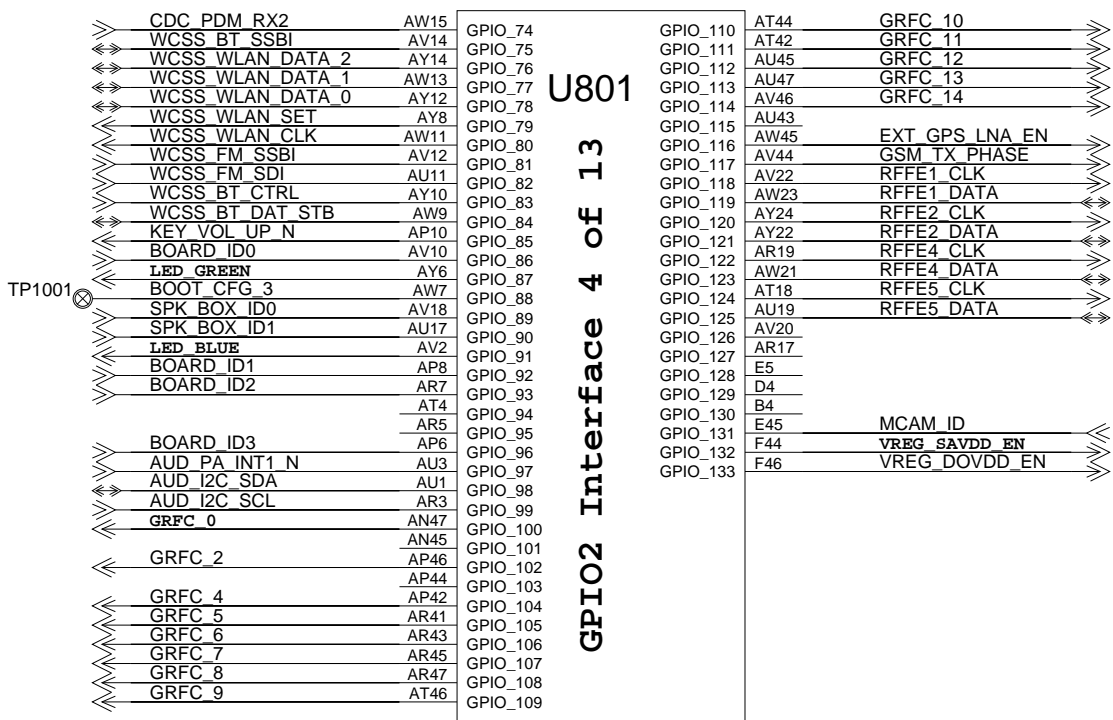 CDC_PDM_RX2 AW15 GPIO_74
WCSS_BT_SSBI AV14 GPIO_75
WCSS_WLAN_DATA_2 AY14 GPIO_76
WCSS_WLAN_DATA_1 AW13 GPIO_77
WCSS_WLAN_DATA_0 AY12 GPIO_78
WCSS_WLAN_SET AY8 GPIO_79
WCSS_WLAN_CLK AW11 GPIO_80
WCSS_FM_SSBI AV12 GPIO_81
WCSS_FM_SDI AU11 GPIO_82
WCSS_BT_CTRL AY10 GPIO_83
WCSS_BT_DAT_STB AW9 GPIO_84
KEY_VOL_UP_N AP10 GPIO_85
BOARD_ID0 AV10 GPIO_86
LED_GREEN AY6 GPIO_87
TP1001 BOOT_CFG_3 AW7 GPIO_88
SPK_BOX_ID0 AV18 GPIO_89
SPK_BOX_ID1 AU17 GPIO_90
LED_BLUE AV2 GPIO_91
BOARD_ID1 AP8 GPIO_92
BOARD_ID2 AR7 GPIO_93
AT4 GPIO_94
AR5 GPIO_95
BOARD_ID3 AP6 GPIO_96
AUD_PA_INT1_N AU3 GPIO_97
AUD_I2C_SDA AU1 GPIO_98
AUD_I2C_SCL AR3 GPIO_99
GRFC_0 AN47 GPIO_100
AN45 GPIO_101
GRFC_2 AP46 GPIO_102
AP44 GPIO_103
GRFC_4 AP42 GPIO_104
GRFC_5 AR41 GPIO_105
GRFC_6 AR43 GPIO_106
GRFC_7 AR45 GPIO_107
GRFC_8 AR47 GPIO_108
GRFC_9 AT46 GPIO_109
U801
GPIO2 Interface 4 of 13
GPIO_110 AT44 GRFC_10
GPIO_111 AT42 GRFC_11
GPIO_112 AU45 GRFC_12
GPIO_113 AU47 GRFC_13
GPIO_114 AV46 GRFC_14
GPIO_115 AU43
GPIO_116 AW45 EXT_GPS_LNA_EN
GPIO_117 AV44 GSM_TX_PHASE
GPIO_118 AV22 RFFE1_CLK
GPIO_119 AW23 RFFE1_DATA
GPIO_120 AY24 RFFE2_CLK
GPIO_121 AY22 RFFE2_DATA
GPIO_122 AR19 RFFE4_CLK
GPIO_123 AW21 RFFE4_DATA
GPIO_124 AT18 RFFE5_CLK
GPIO_125 AU19 RFFE5_DATA
GPIO_126 AV20
GPIO_127 AR17
GPIO_128 E5
GPIO_129 D4
GPIO_130 B4
GPIO_131 E45 MCAM_ID
GPIO_132 F44 VREG_SAVDD_EN
GPIO_133 F46 VREG_DOVDD_EN